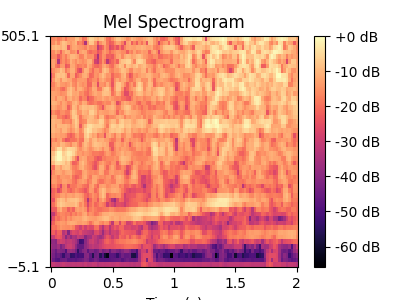 Mel Spectrogram
505.1
−5.1
0
0.5
1
1.5
2
+0 dB
-10 dB
-20 dB
-30 dB
-40 dB
-50 dB
-60 dB